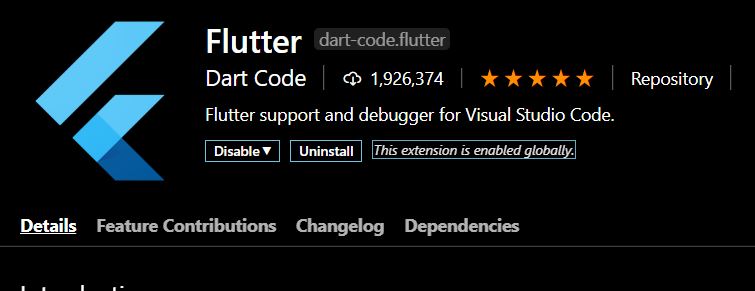 Flutter dart-code.flutter
Dart Code 1,926,374 Repository
Flutter support and debugger for Visual Studio Code.
Disable Uninstall This extension is enabled globally.
Details Feature Contributions Changelog Dependencies